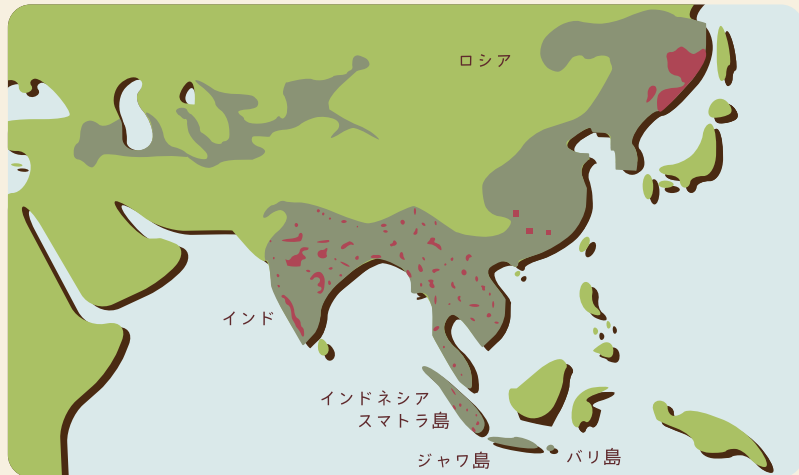 ロシア
インド
インドネシア
スマトラ島
ジャワ島
バリ島